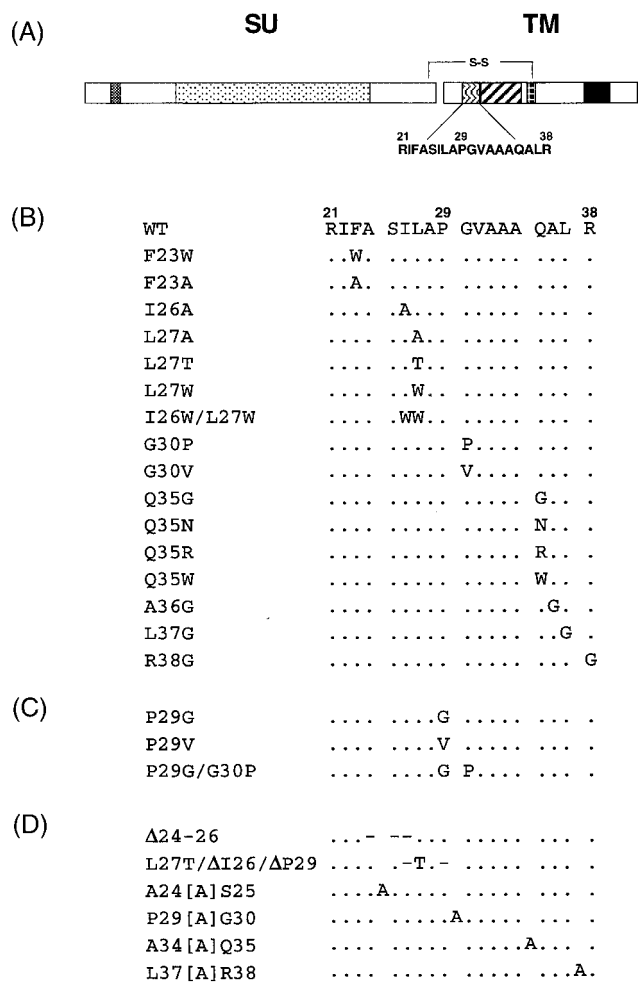 (A) SU TM
S-S
21 29 38
RIFASILAPGVAAAQALR
(B) 21 29 38
WT RIFA SILAP GVAAA QAL R
F23W ..W. ..... ..... ... .
F23A ..A. ..... ..... ... .
I26A .... .A... ..... ... .
L27A .... ..A.. ..... ... .
L27T .... ..T.. ..... ... .
L27W .... ..W.. ..... ... .
I26W/L27W .... .WW.. ..... ... .
G30P .... ..... P.... ... .
G30V .... ..... V.... ... .
Q35G .... ..... ..... G.. .
Q35N .... ..... ..... N.. .
Q35R .... ..... ..... R.. .
Q35W .... ..... ..... W.. .
A36G .... ..... ..... .G. .
L37G .... ..... ..... ..G .
R38G .... ..... ..... ... G
(C)
P29G .... ....G ..... ... .
P29V .... ....V ..... ... .
P29G/G30P .... ....G P.... ... .
(D)
Δ24-26 ...- --... ..... ... .
L27T/ΔI26/ΔP29 .... .-T.- ..... ... .
A24[A]S25 ....A..... ..... ... .
P29[A]G30 .... .....A..... ... .
A34[A]Q35 .... ..... .....A... .
L37[A]R38 .... ..... ..... ...A.